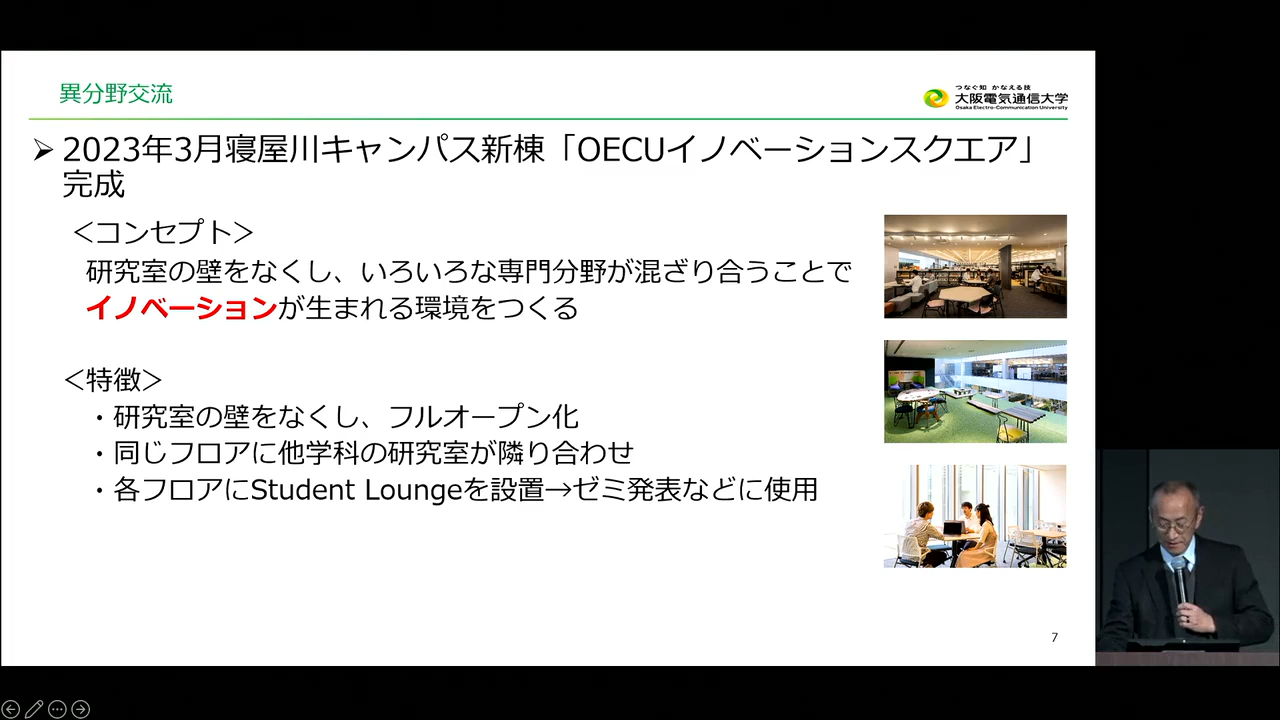 異分野交流
つなぐ知 かなえる技
大阪電気通信大学
Osaka Electro-Communication University
➢ 2023年3月寝屋川キャンパス新棟「OECUイノベーションスクエア」
完成
＜コンセプト＞
研究室の壁をなくし、いろいろな専門分野が混ざり合うことで
イノベーションが生まれる環境をつくる
＜特徴＞
・研究室の壁をなくし、フルオープン化
・同じフロアに他学科の研究室が隣り合わせ
・各フロアにStudent Loungeを設置→ゼミ発表などに使用
7